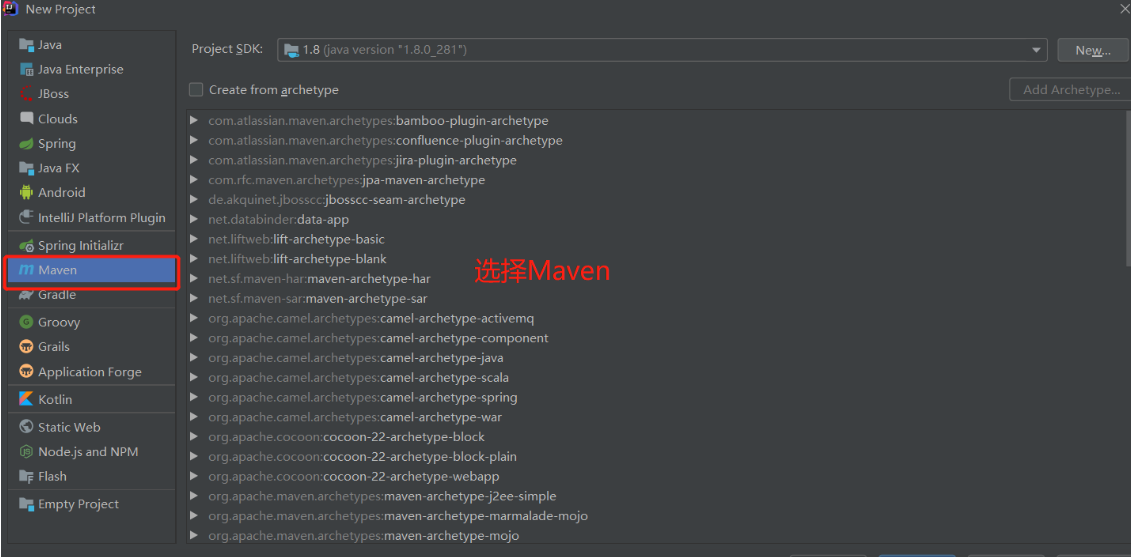 New Project
Java
Java Enterprise
JBoss
Clouds
Spring
Java FX
Android
IntelliJ Platform Plugin
Spring Initializr
Maven
Gradle
Groovy
Grails
Application Forge
Kotlin
Static Web
Node.js and NPM
Flash
Empty Project
Project SDK: 1.8 (java version "1.8.0_281") New...
Create from archetype Add Archetype...
com.atlassian.maven.archetypes:bamboo-plugin-archetype
com.atlassian.maven.archetypes:confluence-plugin-archetype
com.atlassian.maven.archetypes:jira-plugin-archetype
com.rfc.maven.archetypes:jpa-maven-archetype
de.akquinet.jbosscc:jbosscc-seam-archetype
net.databinder:data-app
net.liftweb:lift-archetype-basic
net.liftweb:lift-archetype-blank
net.sf.maven-har:maven-archetype-har
net.sf.maven-sar:maven-archetype-sar
org.apache.camel.archetypes:camel-archetype-activemq
org.apache.camel.archetypes:camel-archetype-component
org.apache.camel.archetypes:camel-archetype-java
org.apache.camel.archetypes:camel-archetype-scala
org.apache.camel.archetypes:camel-archetype-spring
org.apache.camel.archetypes:camel-archetype-war
org.apache.cocoon:cocoon-22-archetype-block
org.apache.cocoon:cocoon-22-archetype-block-plain
org.apache.cocoon:cocoon-22-archetype-webapp
org.apache.maven.archetypes:maven-archetype-j2ee-simple
org.apache.maven.archetypes:maven-archetype-marmalade-mojo
org.apache.maven.archetypes:maven-archetype-mojo
选择Maven